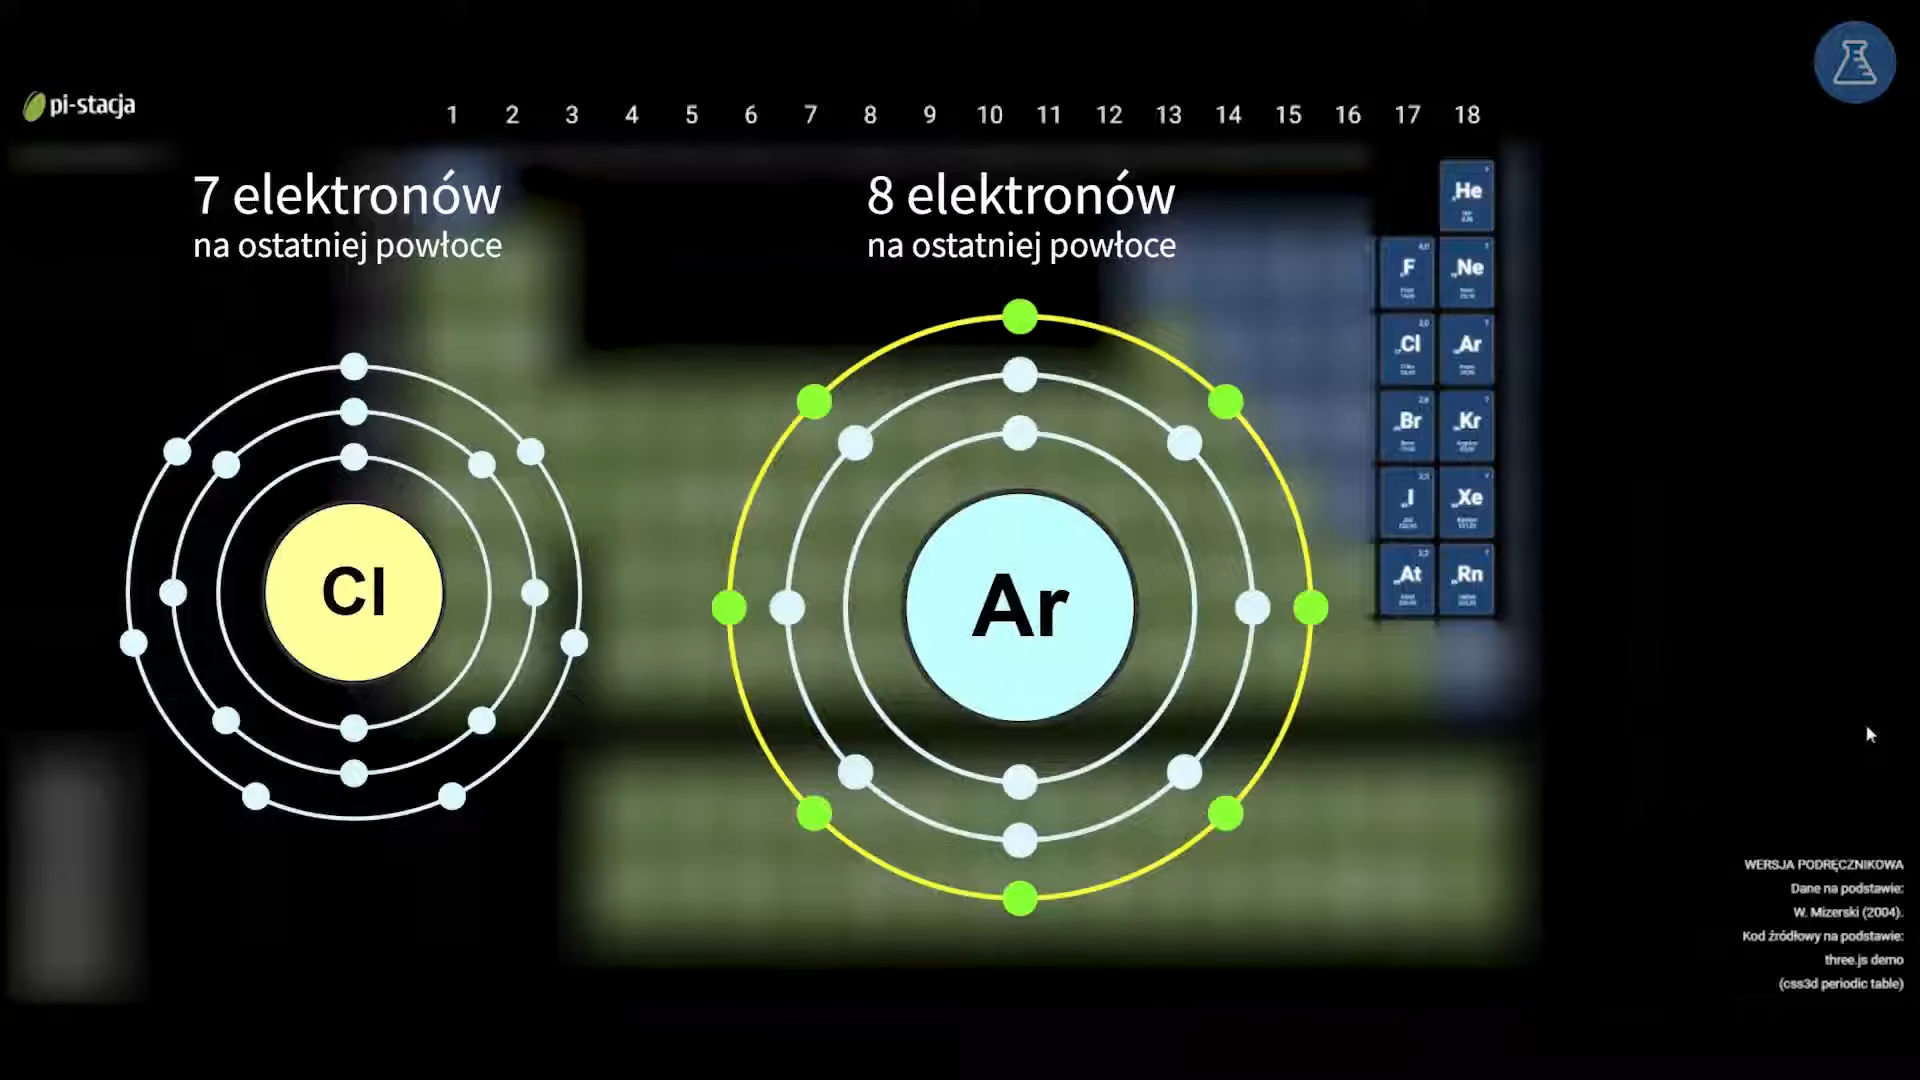 pi-stacja
1 2 3 4 5 6 7 8 9 10 11 12 13 14 15 16 17 18
7 elektronów
na ostatniej powłoce
8 elektronów
na ostatniej powłoce
Cl
Ar
He
F Ne
Cl Ar
Br Kr
I Xe
At Rn
WERSJA PODRĘCZNIKOWA
Dane na podstawie:
W. Mizerski (2004).
Kod źródłowy na podstawie:
three.js demo
(css3d periodic table)